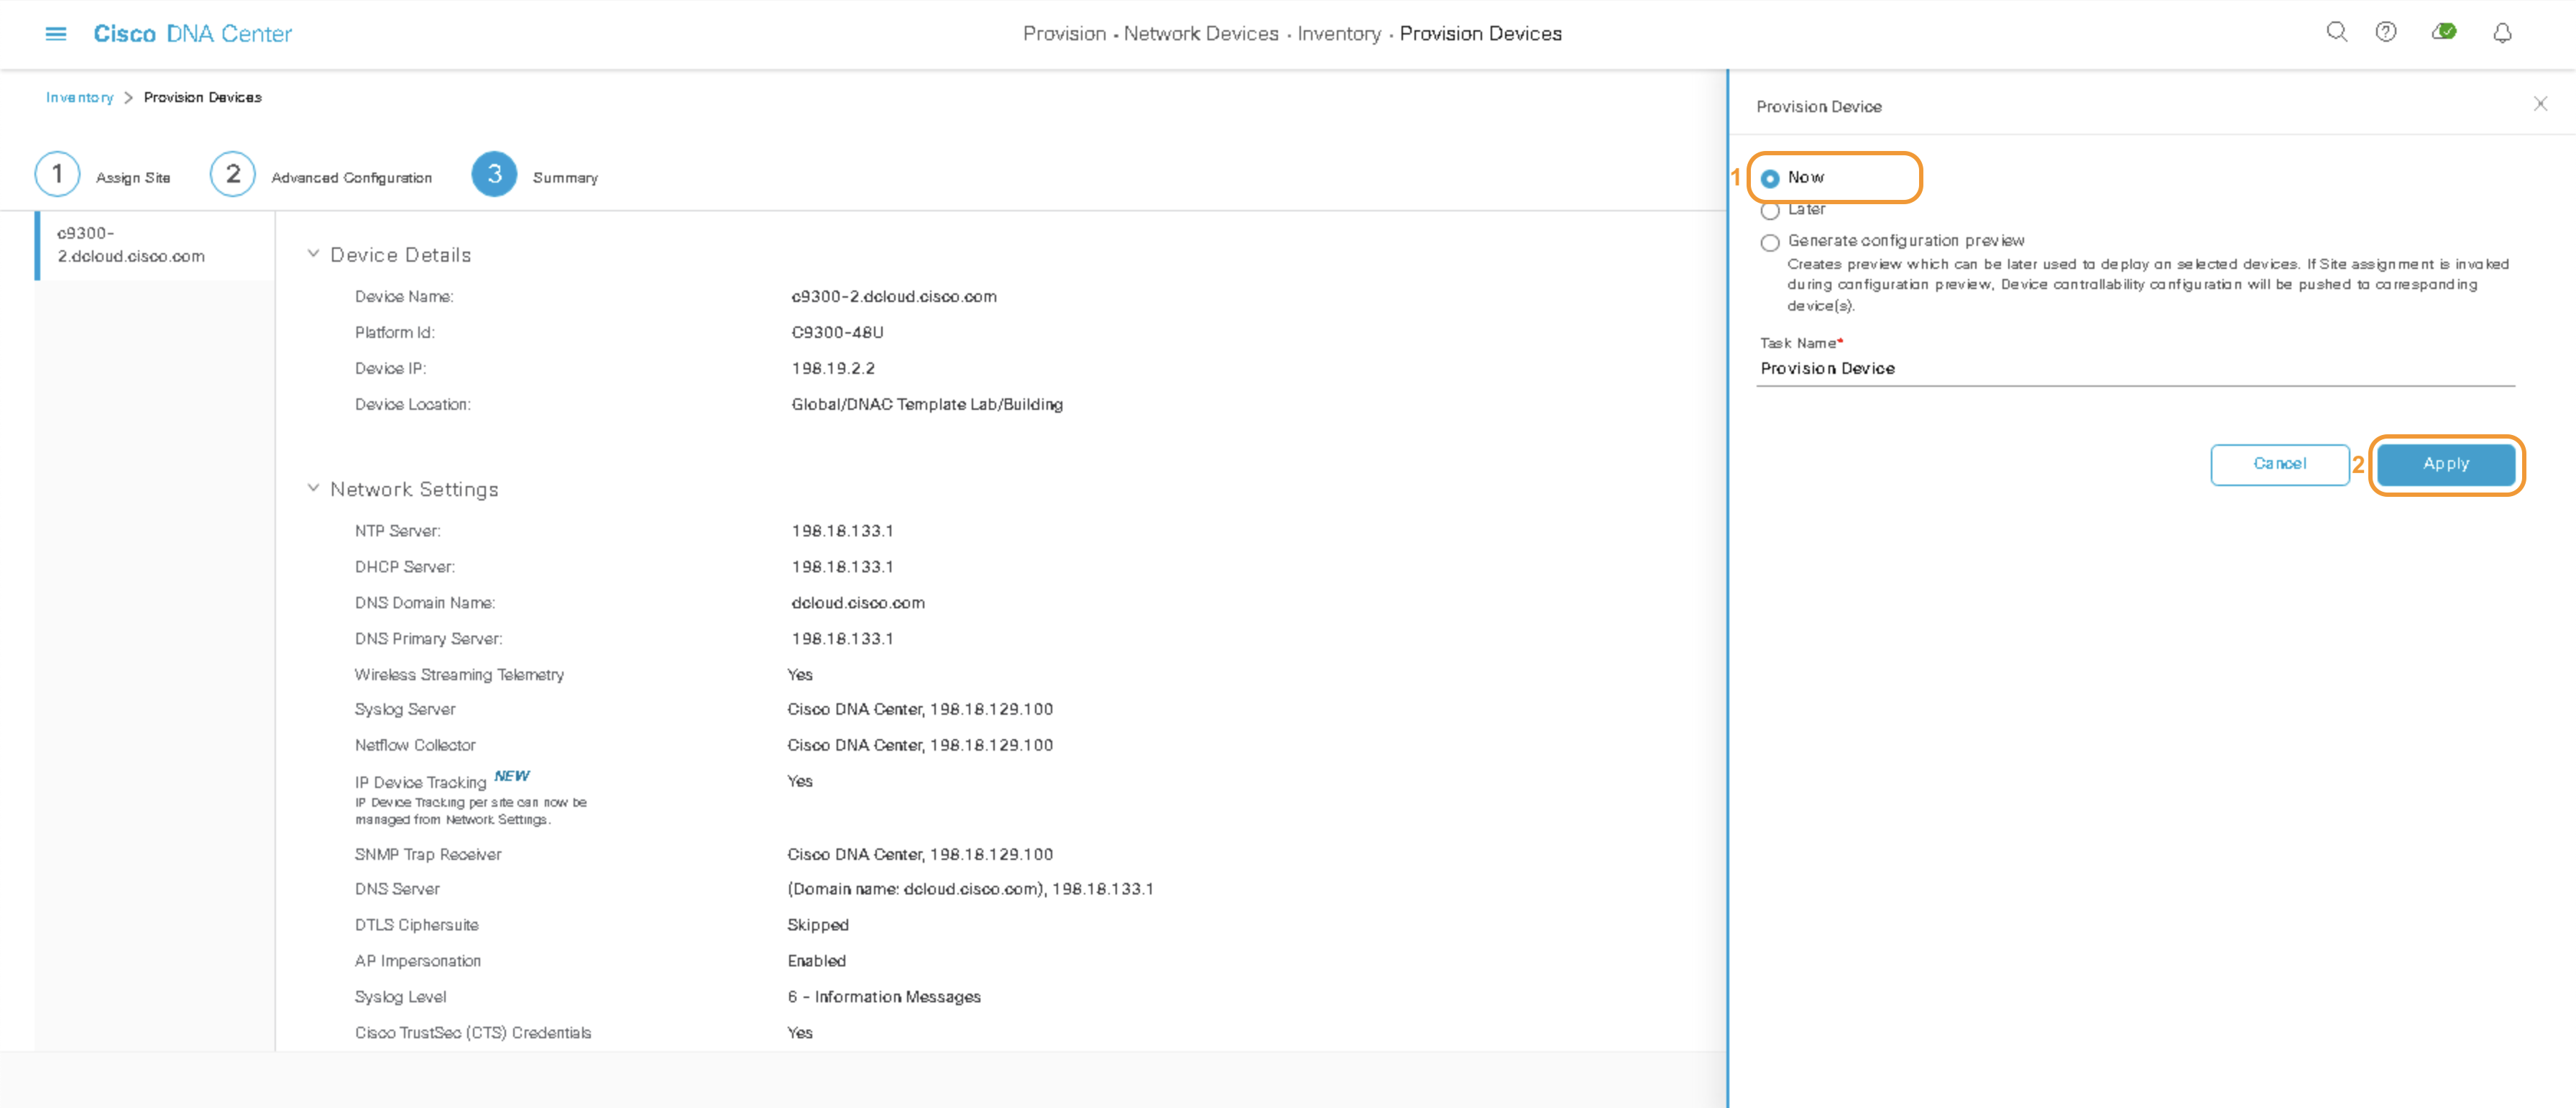 Cisco DNA Center
Provision • Network Devices • Inventory • Provision Devices
Inventory > Provision Devices
1 Assign Site
2 Advanced Configuration
3 Summary
c9300-
2.dcloud.cisco.com
Device Details
Device Name: c9300-2.dcloud.cisco.com
Platform Id: C9300-48U
Device IP: 198.19.2.2
Device Location: Global/DNAC Template Lab/Building
Network Settings
NTP Server: 198.18.133.1
DHCP Server: 198.18.133.1
DNS Domain Name: dcloud.cisco.com
DNS Primary Server: 198.18.133.1
Wireless Streaming Telemetry Yes
Syslog Server Cisco DNA Center, 198.18.129.100
Netflow Collector Cisco DNA Center, 198.18.129.100
IP Device Tracking NEW Yes
IP Device Tracking per site can now be
managed from Network Settings.
SNMP Trap Receiver Cisco DNA Center, 198.18.129.100
DNS Server (Domain name: dcloud.cisco.com), 198.18.133.1
DTLS Ciphersuite Skipped
AP Impersonation Enabled
Syslog Level 6 - Information Messages
Cisco TrustSec (CTS) Credentials Yes
Provision Device
1 Now
Later
Generate configuration preview
Creates preview which can be later used to deploy on selected devices. If Site assignment is invoked
during configuration preview, Device controllability configuration will be pushed to corresponding
device(s).
Task Name*
Provision Device
Cancel
2 Apply